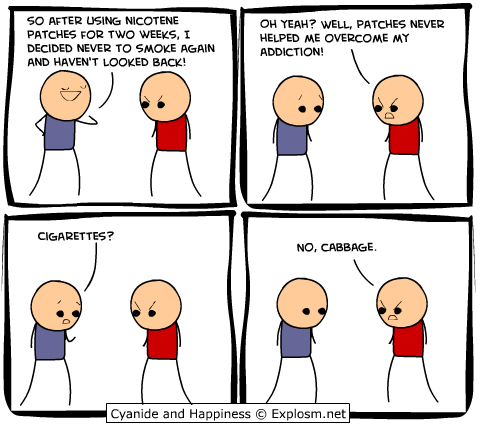 SO AFTER USING NICOTENE
PATCHES FOR TWO WEEKS, I
DECIDED NEVER TO SMOKE AGAIN
AND HAVEN'T LOOKED BACK!
OH YEAH? WELL, PATCHES NEVER
HELPED ME OVERCOME MY
ADDICTION!
CIGARETTES?
NO, CABBAGE.
Cyanide and Happiness © Explosm.net